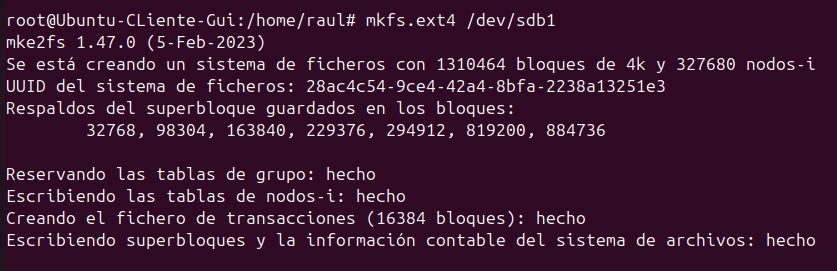 root@Ubuntu-CLiente-Gui:/home/raul# mkfs.ext4 /dev/sdb1
mke2fs 1.47.0 (5-Feb-2023)
Se está creando un sistema de ficheros con 1310464 bloques de 4k y 327680 nodos-i
UUID del sistema de ficheros: 28ac4c54-9ce4-42a4-8bfa-2238a13251e3
Respaldos del superbloque guardados en los bloques:
        32768, 98304, 163840, 229376, 294912, 819200, 884736

Reservando las tablas de grupo: hecho
Escribiendo las tablas de nodos-i: hecho
Creando el fichero de transacciones (16384 bloques): hecho
Escribiendo superbloques y la información contable del sistema de archivos: hecho